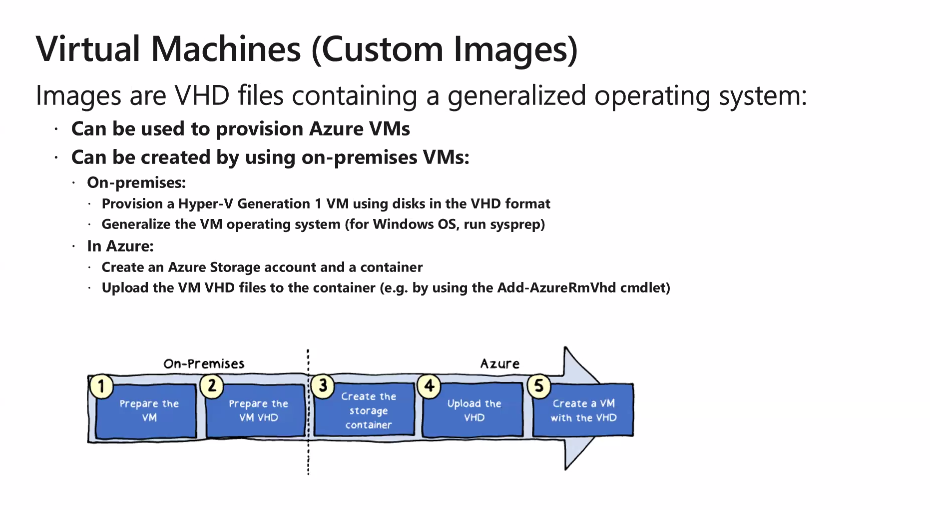 Virtual Machines (Custom Images)
Images are VHD files containing a generalized operating system:
· Can be used to provision Azure VMs
· Can be created by using on-premises VMs:
· On-premises:
· Provision a Hyper-V Generation 1 VM using disks in the VHD format
· Generalize the VM operating system (for Windows OS, run sysprep)
· In Azure:
· Create an Azure Storage account and a container
· Upload the VM VHD files to the container (e.g. by using the Add-AzureRmVhd cmdlet)
On-Premises
Azure
1
Prepare the
VM
2
Prepare the
VM VHD
3
Create the
storage
container
4
Upload the
VHD
5
Create a VM
with the VHD